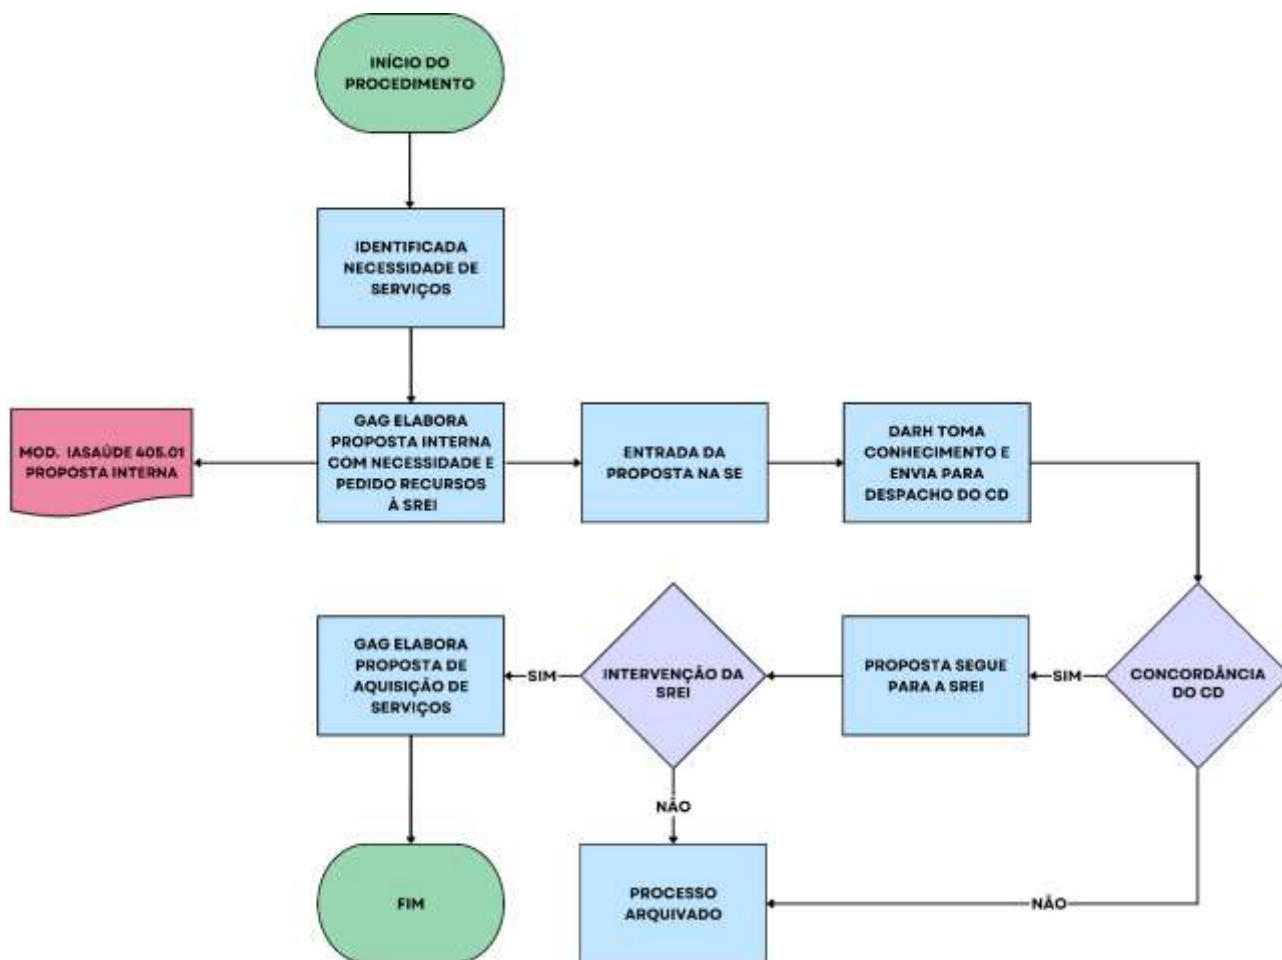 INÍCIO DO
PROCEDIMENTO
IDENTIFICADA
NECESSIDADE DE
SERVIÇOS
MOD. IASAÚDE 405.01
PROPOSTA INTERNA
GAG ELABORA
PROPOSTA INTERNA
COM NECESSIDADE E
PEDIDO RECURSOS
À SREI
ENTRADA DA
PROPOSTA NA SE
DARH TOMA
CONHECIMENTO E
ENVIA PARA
DESPACHO DO CD
CONCORDÂNCIA
DO CD
SIM
PROPOSTA SEGUE
PARA A SREI
INTERVENÇÃO DA
SREI
SIM
GAG ELABORA
PROPOSTA DE
AQUISIÇÃO DE
SERVIÇOS
NÃO
FIM
PROCESSO
ARQUIVADO
NÃO